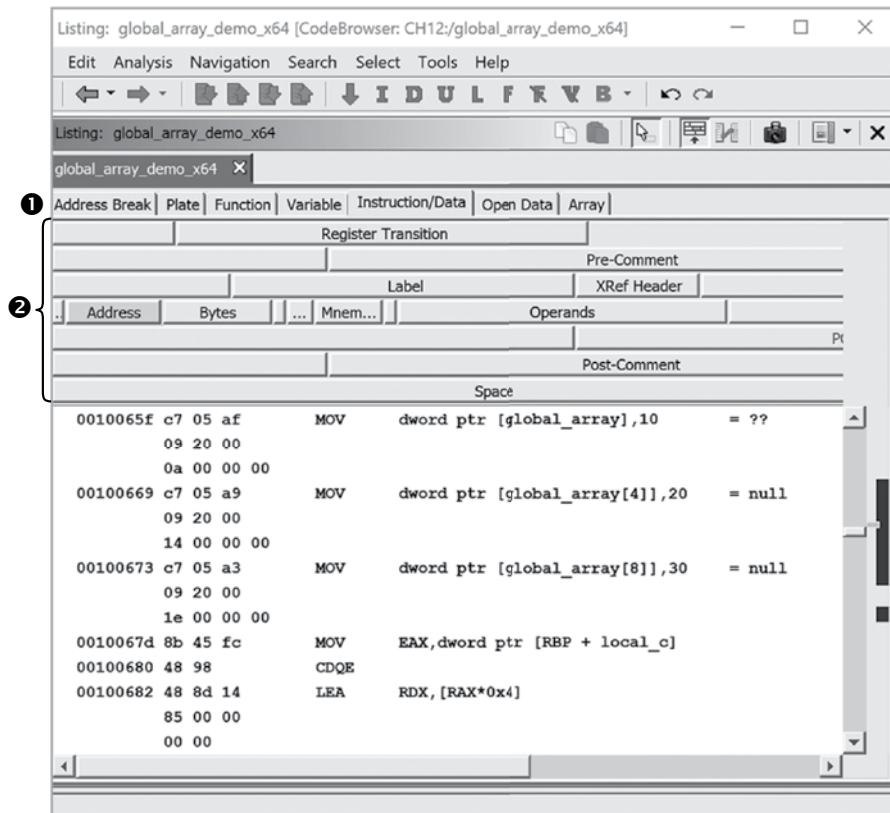 Listing: global_array_demo_x64 [CodeBrowser: CH12:/global_array_demo_x64]
Edit Analysis Navigation Search Select Tools Help
I D U L F R V B
Listing: global_array_demo_x64
global_array_demo_x64
❶ Address Break Plate Function Variable Instruction/Data Open Data Array
Register Transition
Pre-Comment
Label XRef Header
❷ .. Address Bytes ... Mnem... Operands
Post-Comment
Space
0010065f c7 05 af MOV dword ptr [global_array],10 = ??
09 20 00
0a 00 00 00
00100669 c7 05 a9 MOV dword ptr [global_array[4]],20 = null
09 20 00
14 00 00 00
00100673 c7 05 a3 MOV dword ptr [global_array[8]],30 = null
09 20 00
1e 00 00 00
0010067d 8b 45 fc MOV EAX,dword ptr [RBP + local_c]
00100680 48 98 CDQE
00100682 48 8d 14 LEA RDX,[RAX*0x4]
85 00 00
00 00